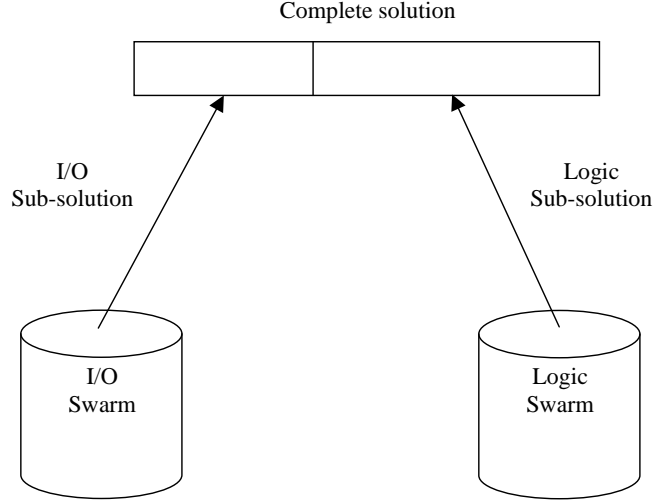 Complete solution
I/O
Sub-solution
Logic
Sub-solution
I/O
Swarm
Logic
Swarm